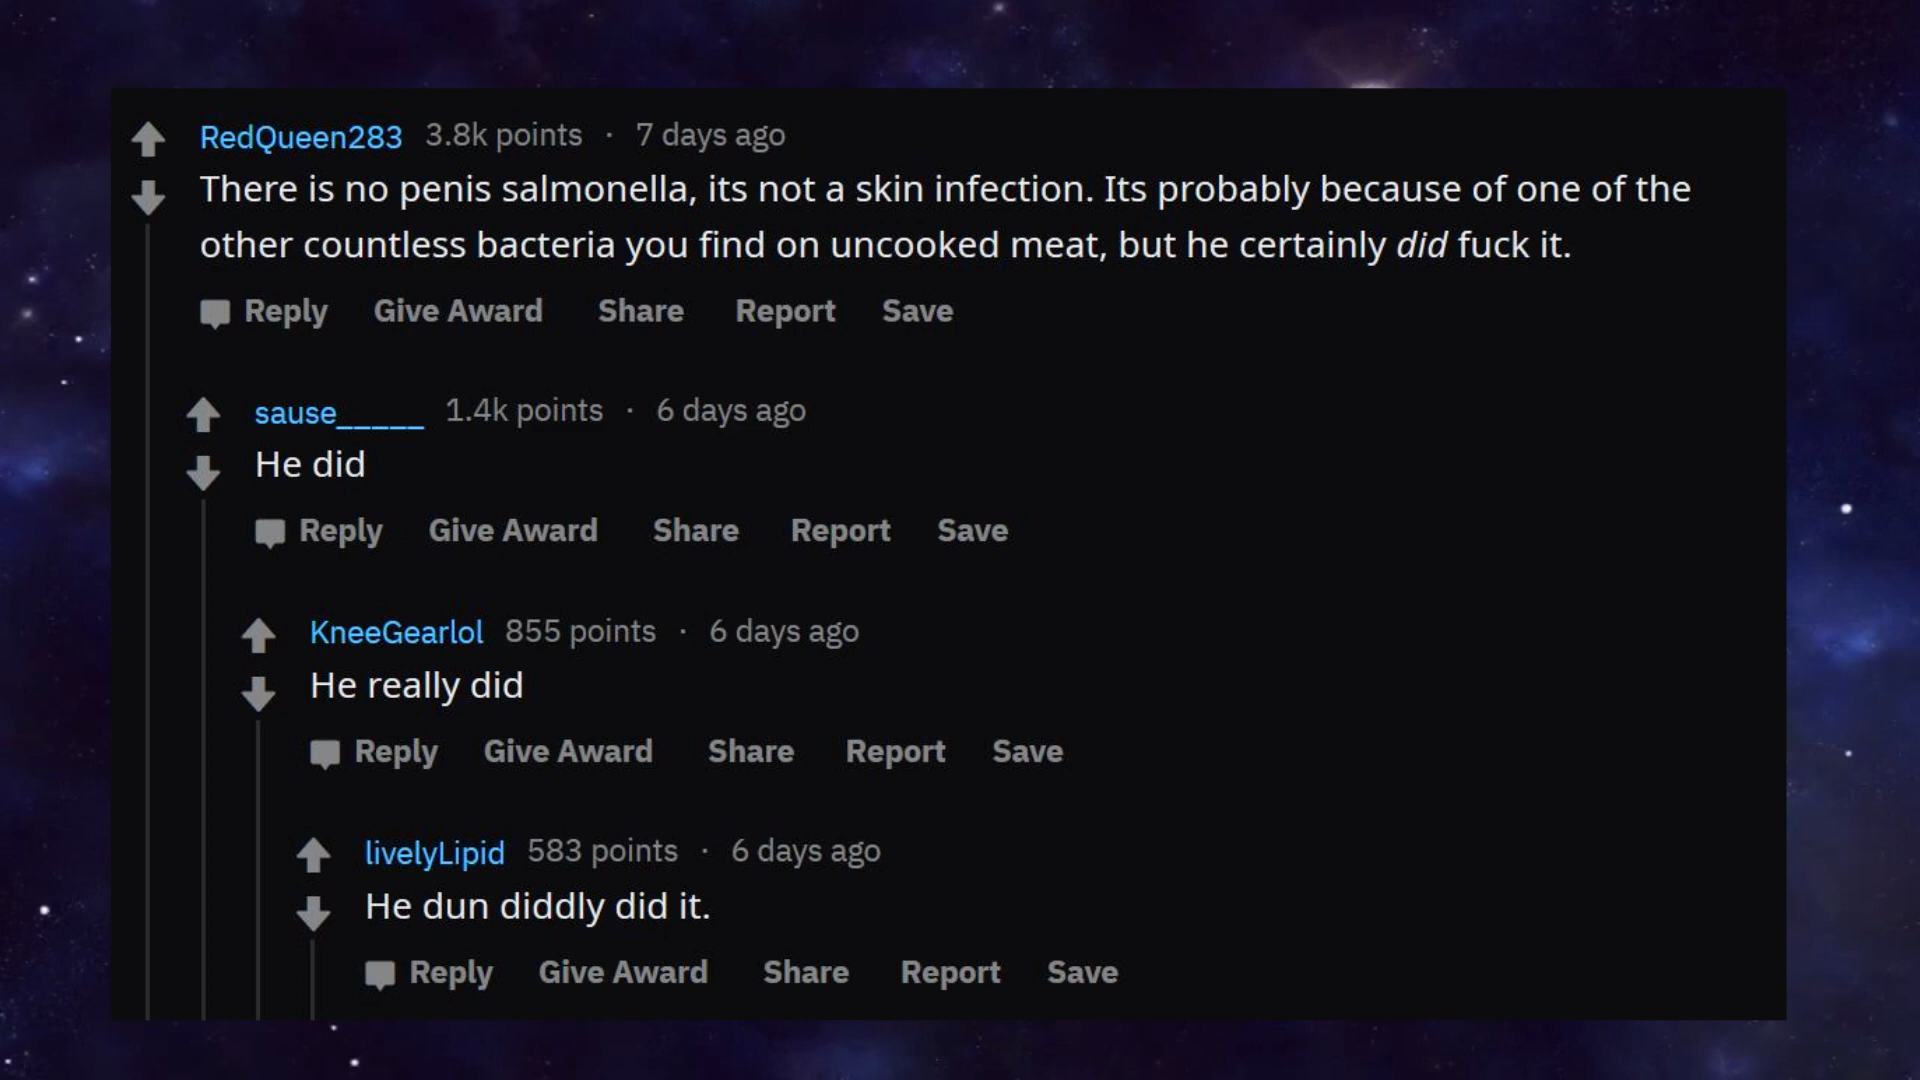 RedQueen283 3.8k points · 7 days ago
There is no penis salmonella, its not a skin infection. Its probably because of one of the
other countless bacteria you find on uncooked meat, but he certainly did fuck it.
Reply Give Award Share Report Save
sause_____ 1.4k points · 6 days ago
He did
Reply Give Award Share Report Save
KneeGearlol 855 points · 6 days ago
He really did
Reply Give Award Share Report Save
livelyLipid 583 points · 6 days ago
He dun diddly did it.
Reply Give Award Share Report Save